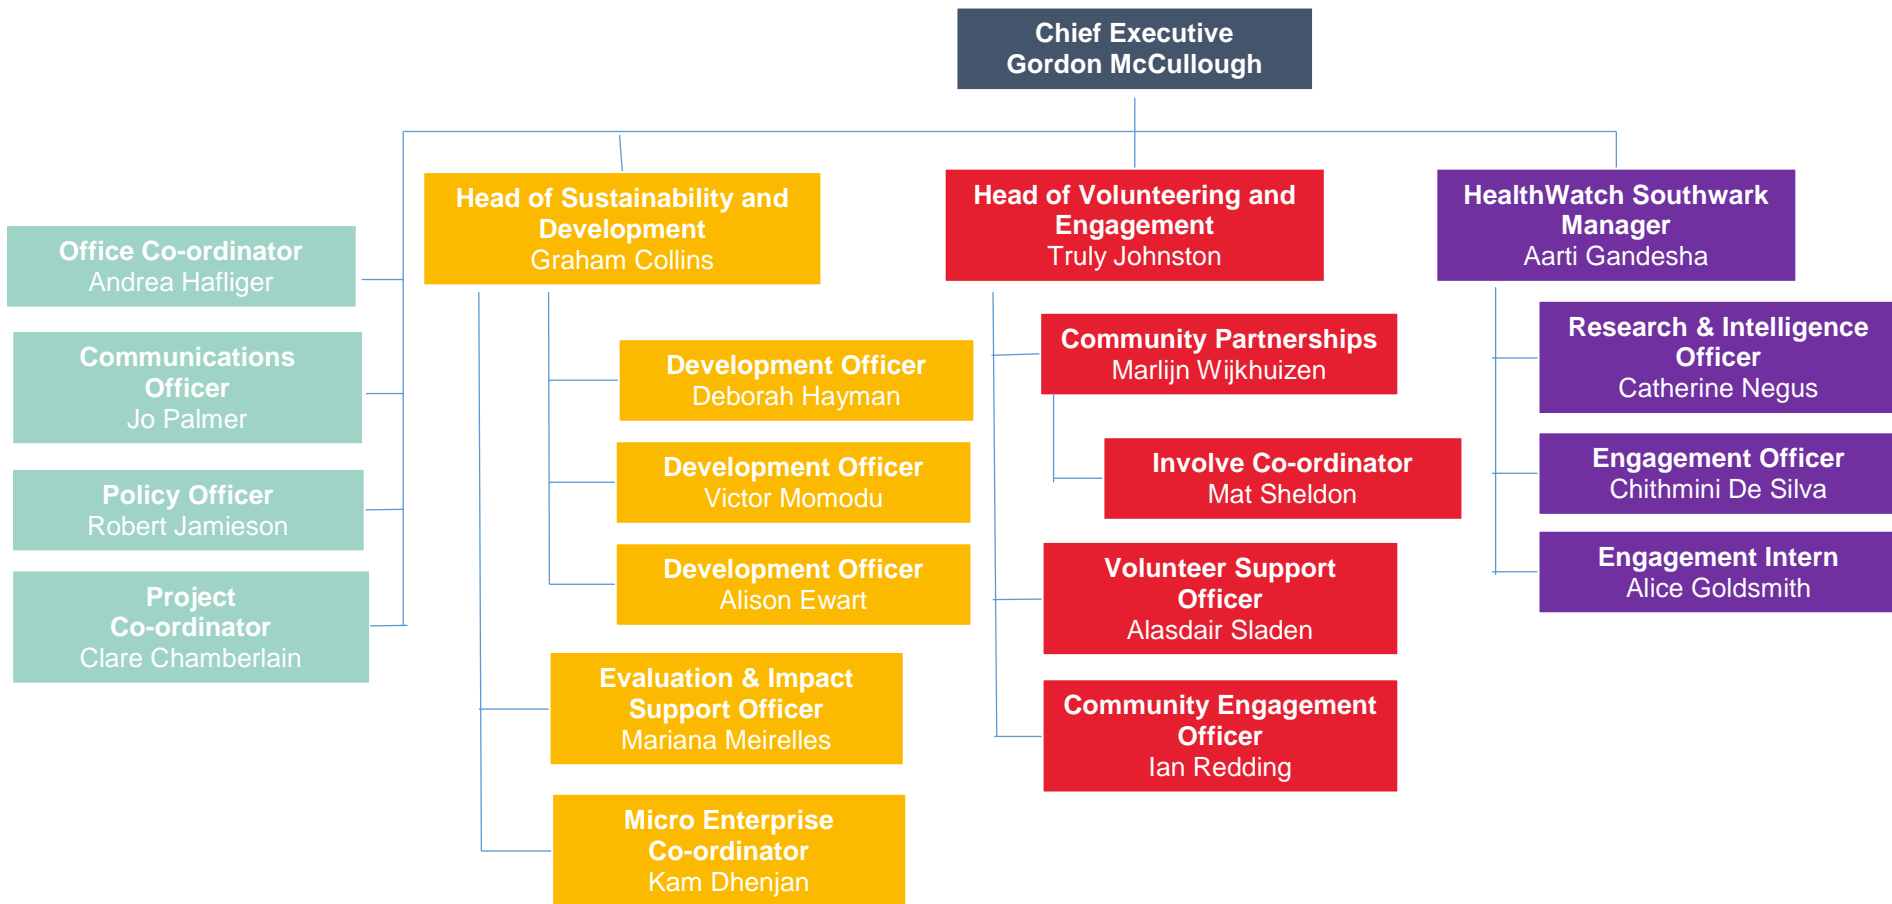 Chief Executive
Gordon McCullough
Office Co-ordinator
Andrea Hafliger
Communications
Officer
Jo Palmer
Policy Officer
Robert Jamieson
Project
Co-ordinator
Clare Chamberlain
Head of Sustainability and
Development
Graham Collins
Development Officer
Deborah Hayman
Development Officer
Victor Momodu
Development Officer
Alison Ewart
Evaluation & Impact
Support Officer
Mariana Meirelles
Micro Enterprise
Co-ordinator
Kam Dhenjan
Head of Volunteering and
Engagement
Truly Johnston
Community Partnerships
Marlijn Wijkhuizen
Involve Co-ordinator
Mat Sheldon
Volunteer Support
Officer
Alasdair Sladen
Community Engagement
Officer
Ian Redding
HealthWatch Southwark
Manager
Aarti Gandesha
Research & Intelligence
Officer
Catherine Negus
Engagement Officer
Chithmini De Silva
Engagement Intern
Alice Goldsmith